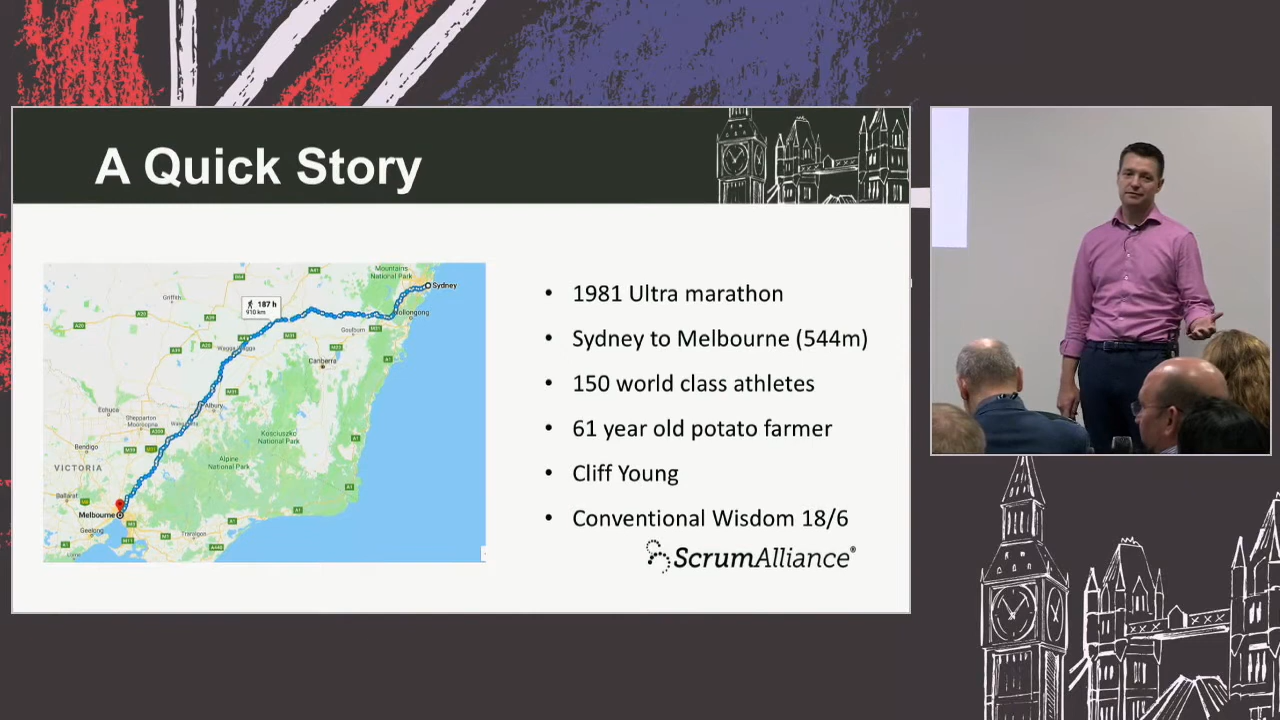 A Quick Story
• 1981 Ultra marathon
• Sydney to Melbourne (544m)
• 150 world class athletes
• 61 year old potato farmer
• Cliff Young
• Conventional Wisdom 18/6
ScrumAlliance®
Mountains
National Park
Sydney
Griffith
187 h
910 km
Wollongong
Goulburn
Wagga Wagga
Canberra
Albury
Echuca
Shepparton
Mooroopna
Bendigo
Kosciuszko
National Park
VICTORIA
Alpine
National Park
Ballarat
Melbourne
Geelong
Traralgon